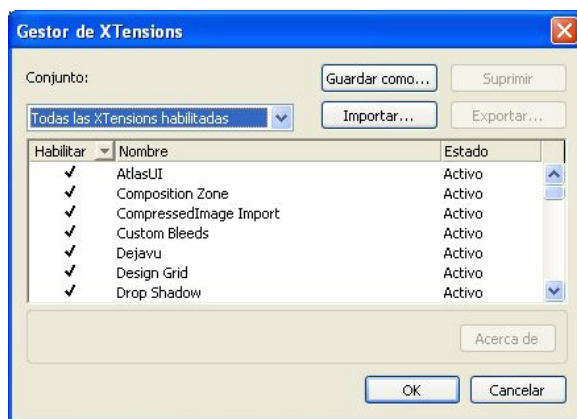 Gestor de XTensions
Conjunto:
Guardar como... Suprimir
Todas las XTensions habilitadas Importar... Exportar...
Habilitar Nombre Estado
AtlasUI Activo
Composition Zone Activo
CompressedImage Import Activo
Custom Bleeds Activo
Dejavu Activo
Design Grid Activo
Drop Shadow Activo
Acerca de
OK Cancelar